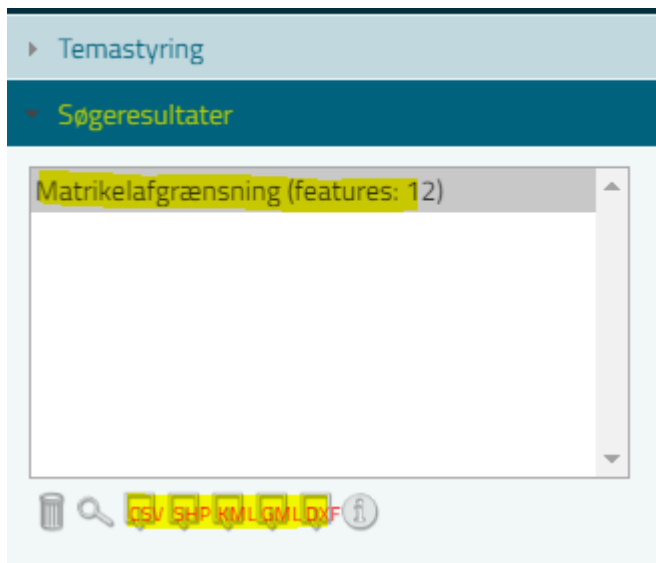 Temastyring
Søgeresultater
Matrikelafgrænsning (features: 12)
CSV SHP KML GML DXF i